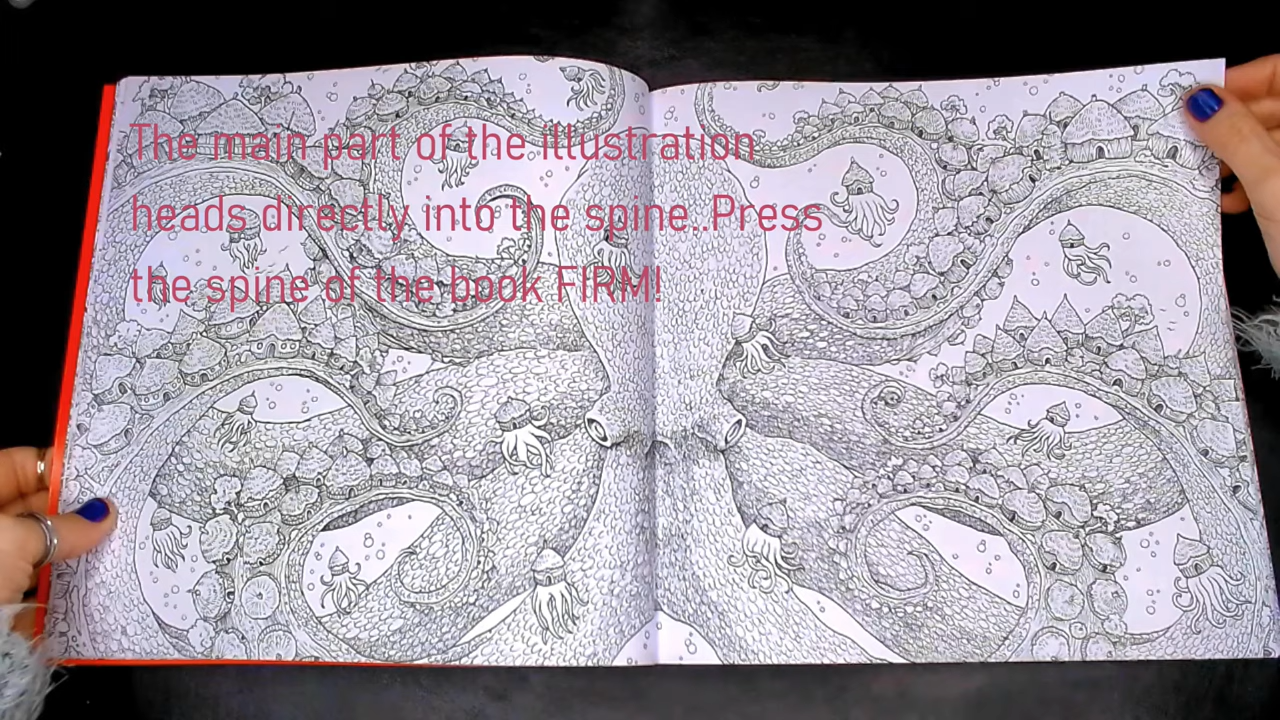 The main part of the illustration
heads directly into the spine..Press
the spine of the book FIRM!